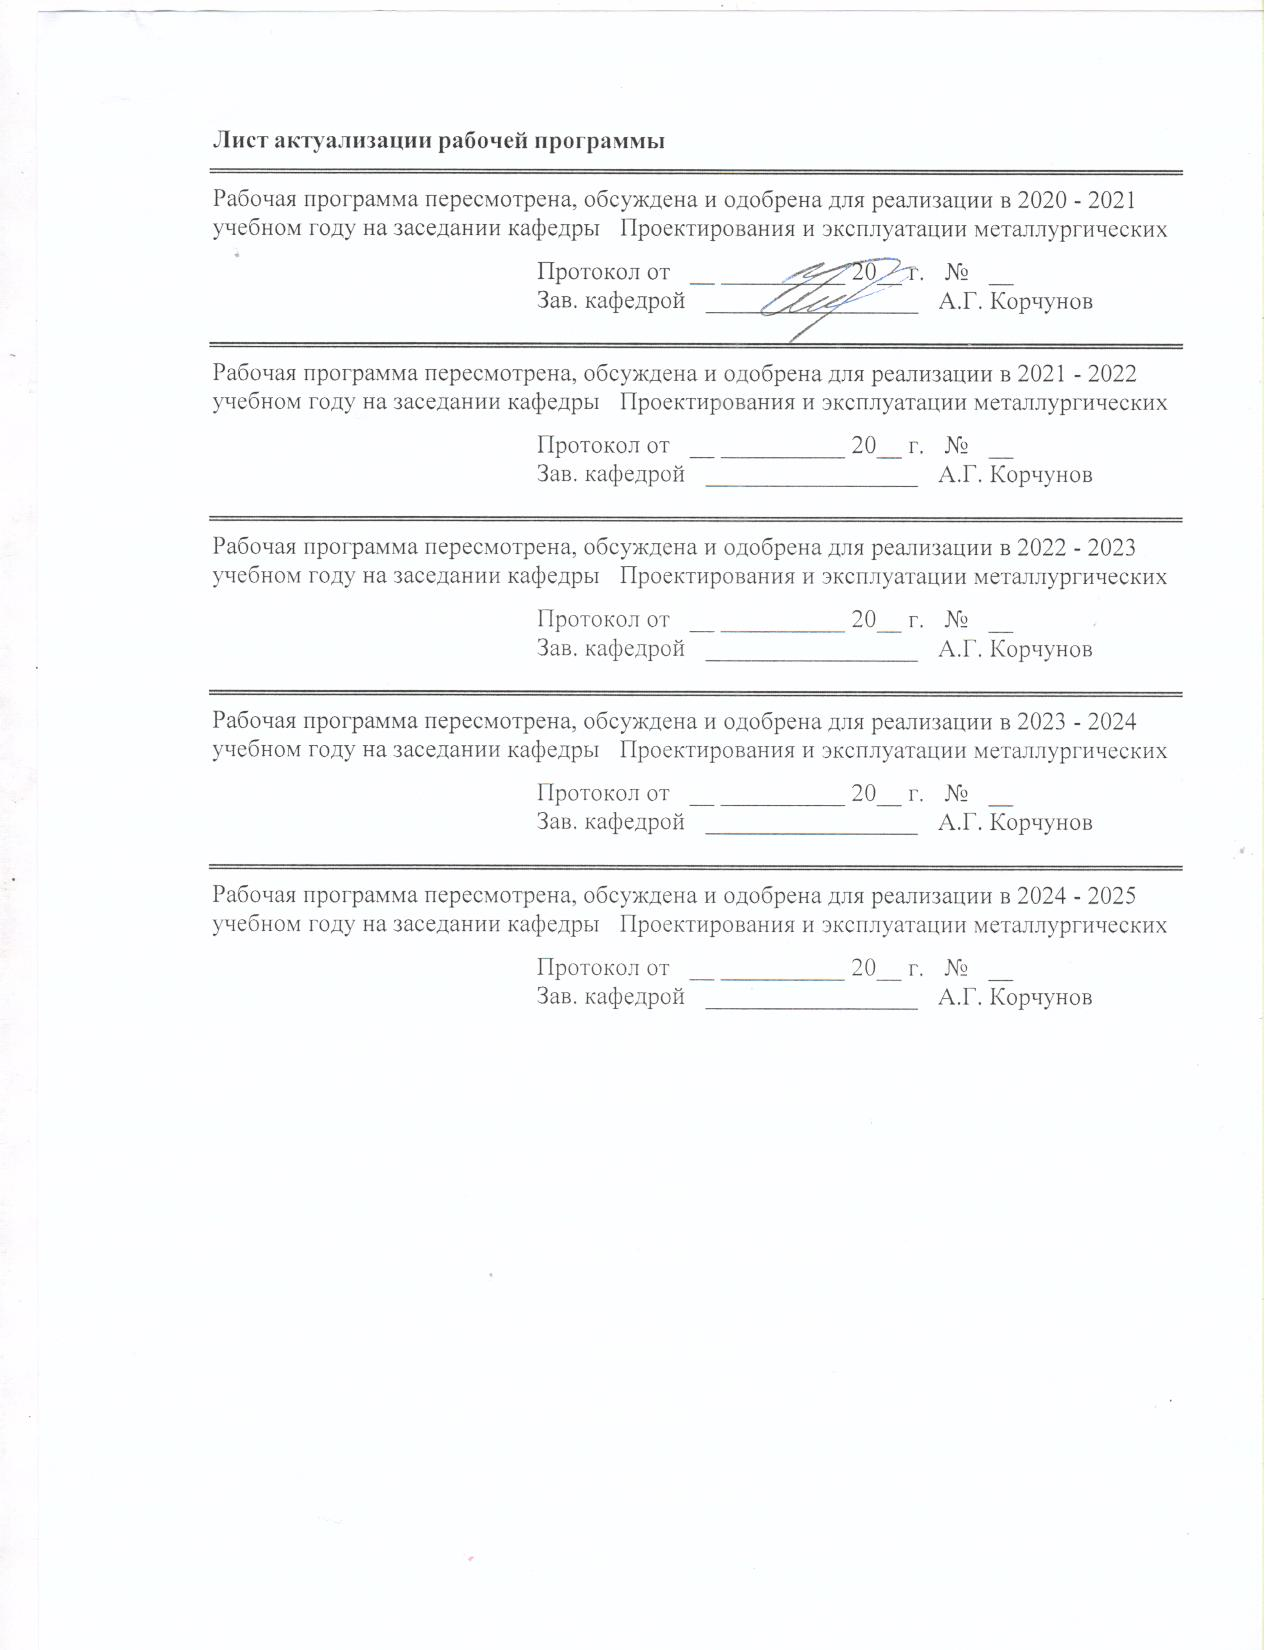 Лист актуализации рабочей программы
Рабочая программа пересмотрена, обсуждена и одобрена для реализации в 2020 - 2021
учебном году на заседании кафедры Проектирования и эксплуатации металлургических
Протокол от __ __________ 20__ г. № __
Зав. кафедрой _________________ А.Г. Корчунов
Рабочая программа пересмотрена, обсуждена и одобрена для реализации в 2021 - 2022
учебном году на заседании кафедры Проектирования и эксплуатации металлургических
Протокол от __ __________ 20__ г. № __
Зав. кафедрой _________________ А.Г. Корчунов
Рабочая программа пересмотрена, обсуждена и одобрена для реализации в 2022 - 2023
учебном году на заседании кафедры Проектирования и эксплуатации металлургических
Протокол от __ __________ 20__ г. № __
Зав. кафедрой _________________ А.Г. Корчунов
Рабочая программа пересмотрена, обсуждена и одобрена для реализации в 2023 - 2024
учебном году на заседании кафедры Проектирования и эксплуатации металлургических
Протокол от __ __________ 20__ г. № __
Зав. кафедрой _________________ А.Г. Корчунов
Рабочая программа пересмотрена, обсуждена и одобрена для реализации в 2024 - 2025
учебном году на заседании кафедры Проектирования и эксплуатации металлургических
Протокол от __ __________ 20__ г. № __
Зав. кафедрой _________________ А.Г. Корчунов